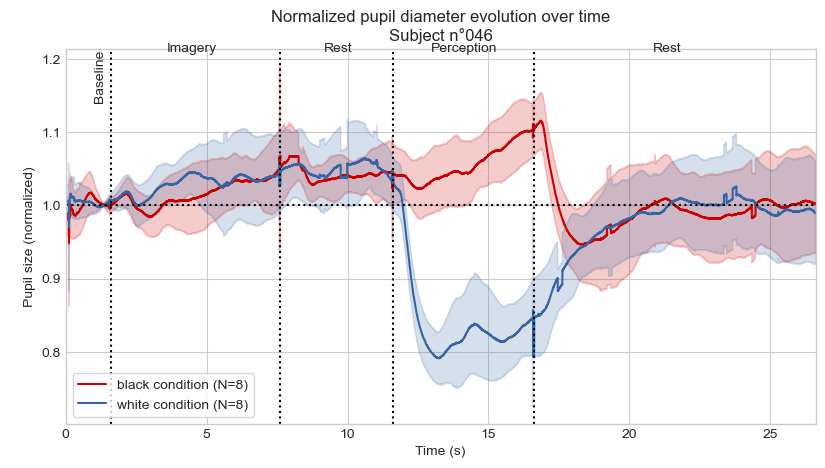 Normalized pupil diameter evolution over time
Subject n°046
Imagery
Rest
Perception
Rest
Baseline
1.2
1.1
1.0
0.9
0.8
Pupil size (normalized)
black condition (N=8)
white condition (N=8)
0
5
10
15
20
25
Time (s)